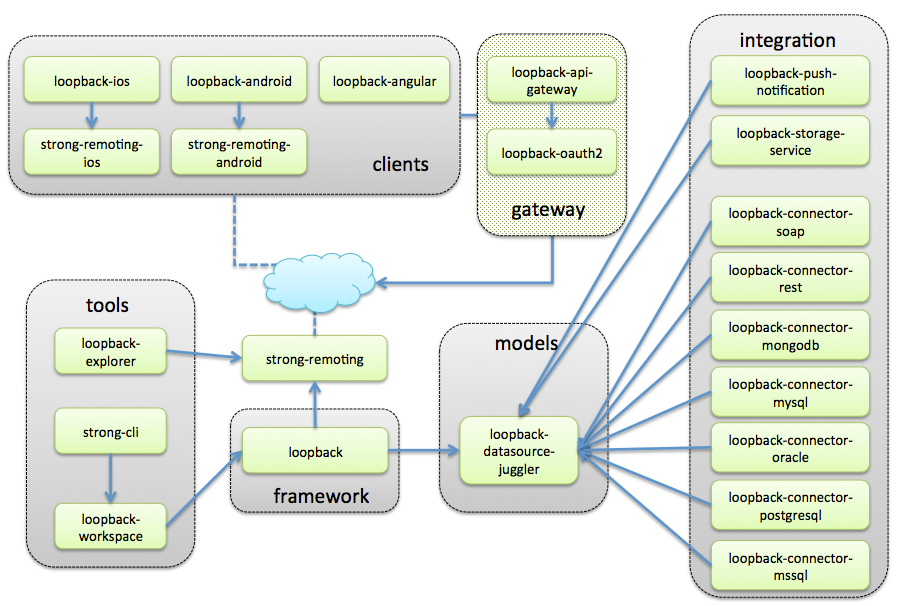 loopback-ios
loopback-android
loopback-angular
strong-remoting-
ios
strong-remoting-
android
clients
loopback-api-
gateway
loopback-oauth2
gateway
integration
loopback-push-
notification
loopback-storage-
service
loopback-connector-
soap
loopback-connector-
rest
loopback-connector-
mongodb
loopback-connector-
mysql
loopback-connector-
oracle
loopback-connector-
postgresql
loopback-connector-
mssql
tools
loopback-
explorer
strong-cli
loopback-
workspace
strong-remoting
loopback
framework
models
loopback-
datasource-
juggler